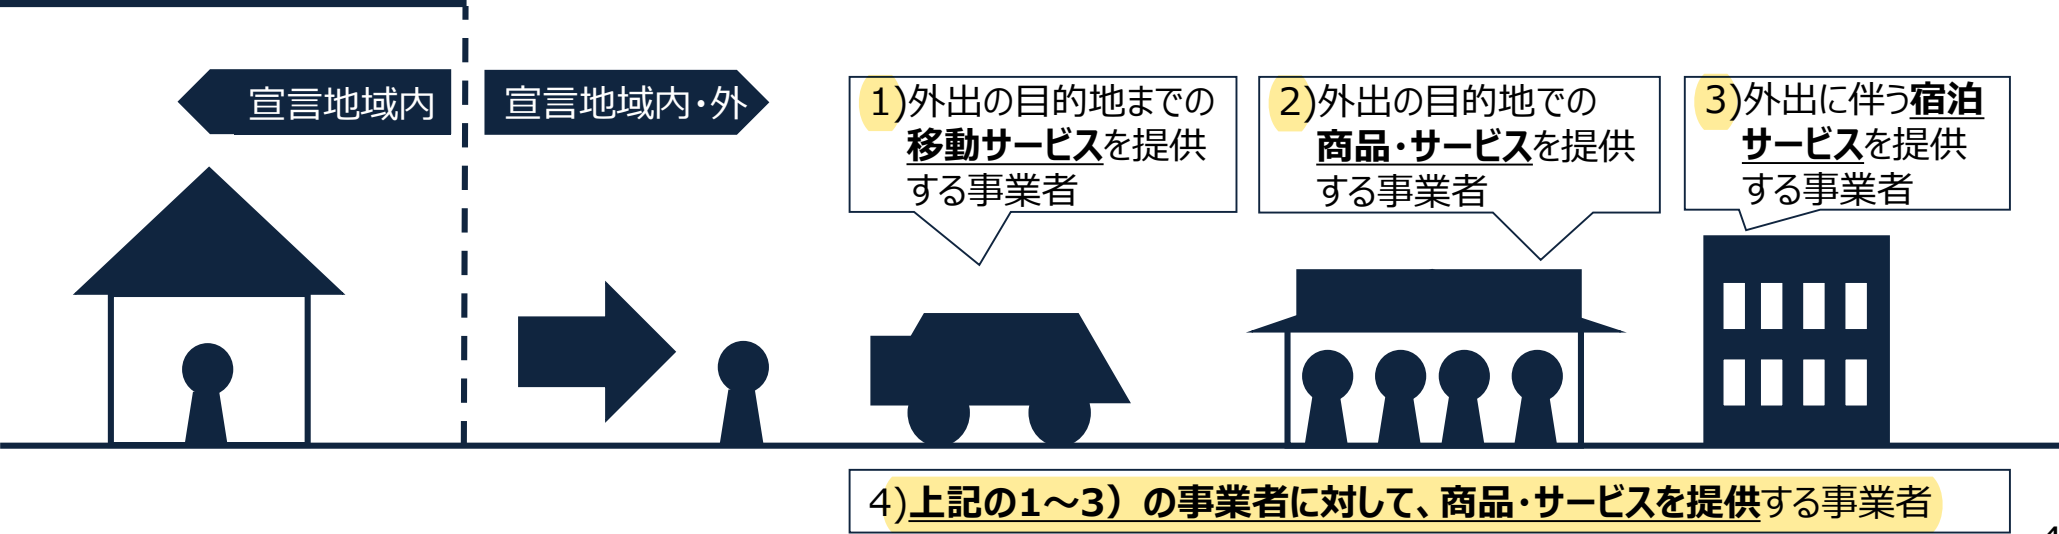 宣言地域内
宣言地域内・外
1)外出の目的地までの
移動サービスを提供
する事業者
2)外出の目的地での
商品・サービスを提供
する事業者
3)外出に伴う宿泊
サービスを提供
する事業者
4)上記の1～3）の事業者に対して、商品・サービスを提供する事業者